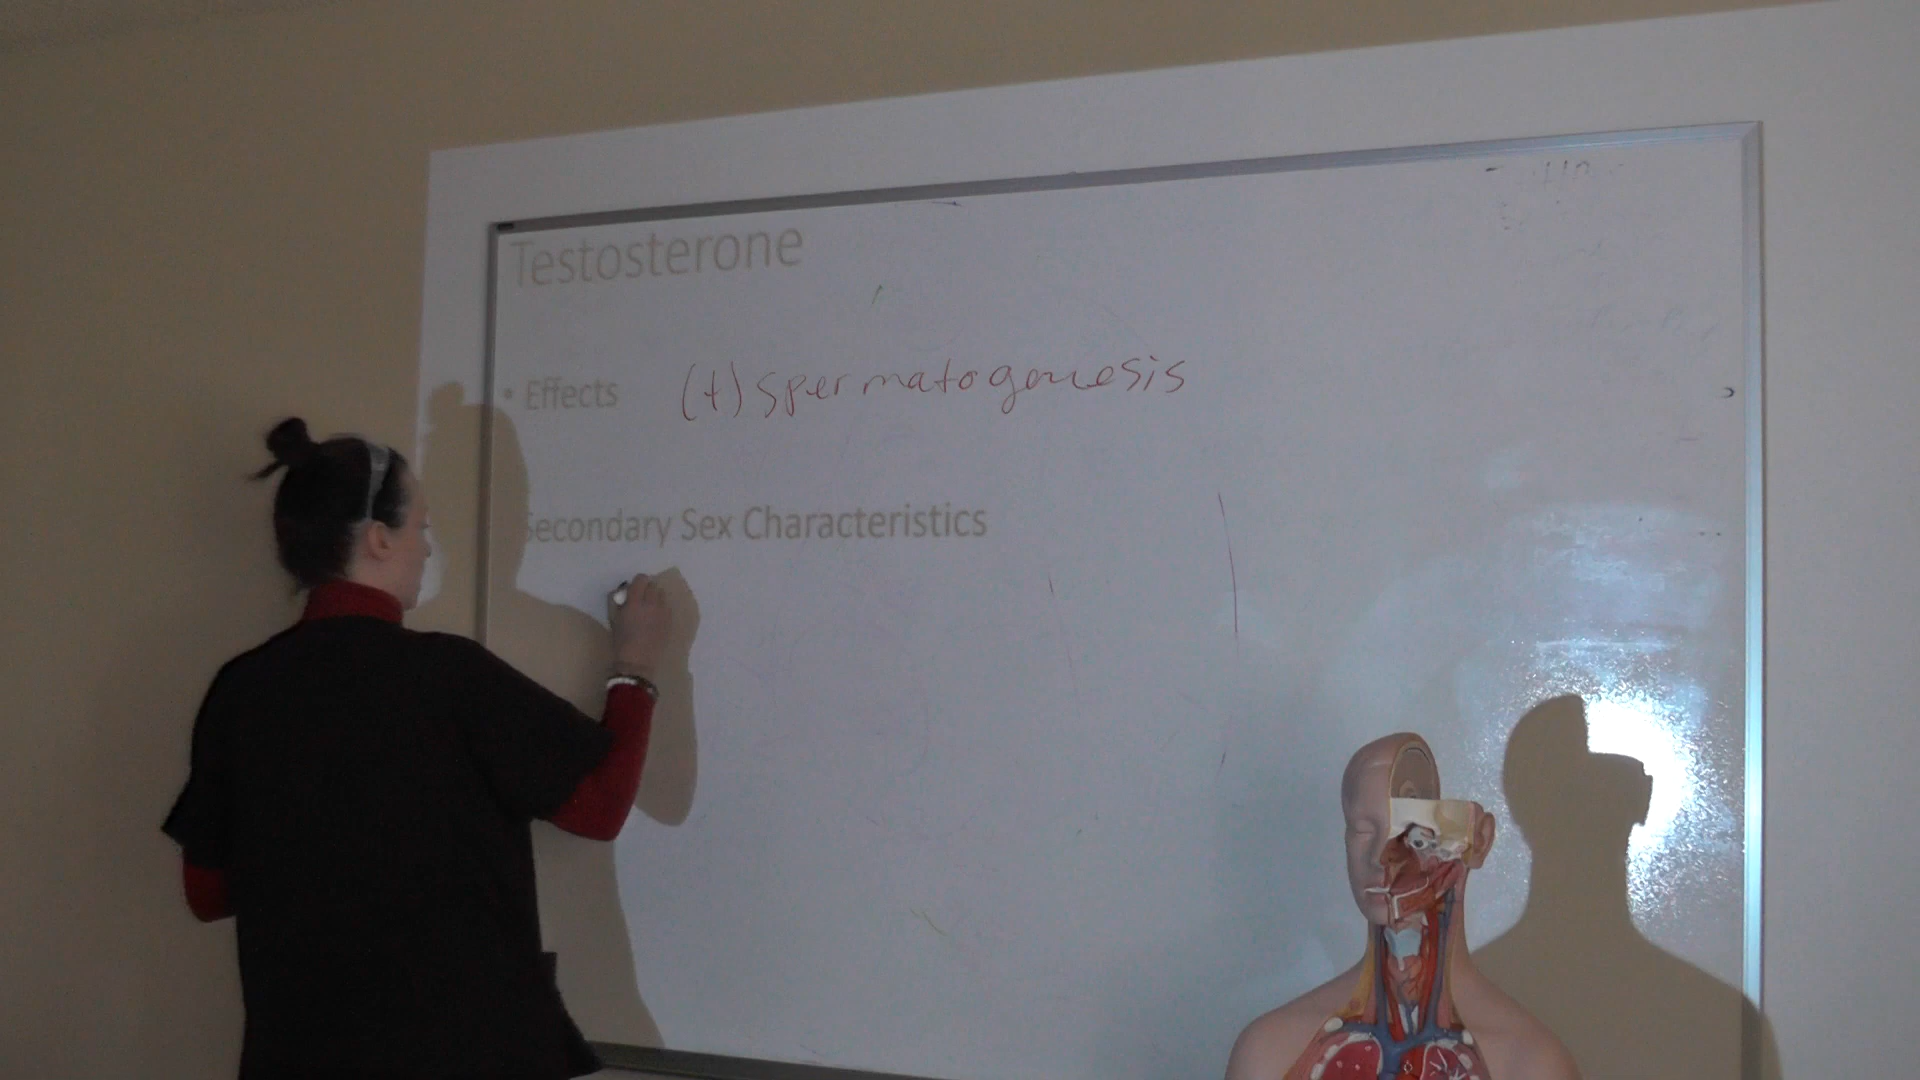 Testosterone
• Effects (+) spermatogenesis
Secondary Sex Characteristics